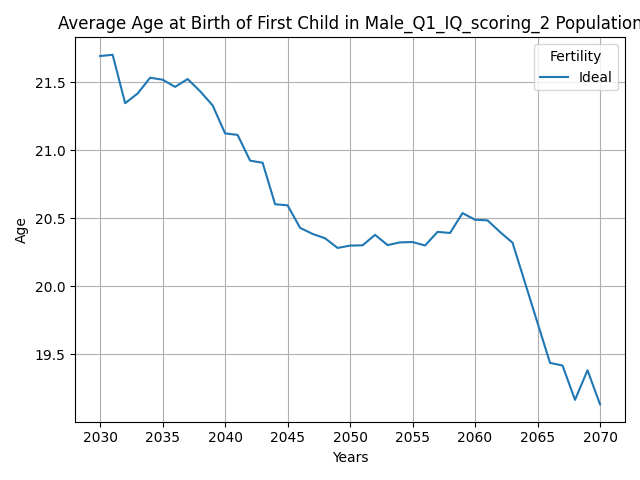 Average Age at Birth of First Child in Male_Q1_IQ_scoring_2 Population
Fertility
Ideal
21.5
21.0
20.5
20.0
19.5
Age
2030 2035 2040 2045 2050 2055 2060 2065 2070
Years